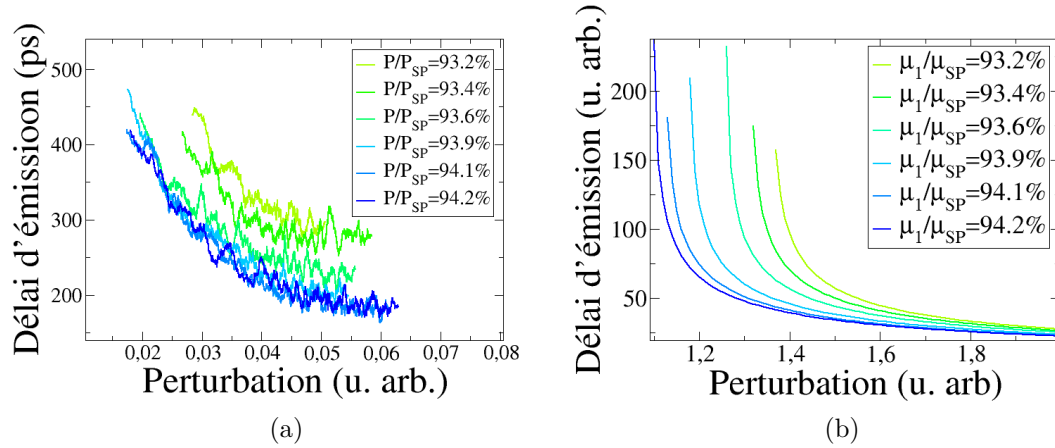 Délai d'émissioon (ps)
500
400
300
200
0,02 0,03 0,04 0,05 0,06 0,07 0,08
Perturbation (u. arb.)
P/P_SP=93.2%
P/P_SP=93.4%
P/P_SP=93.6%
P/P_SP=93.9%
P/P_SP=94.1%
P/P_SP=94.2%
(a)
Délai d'émission (u. arb.)
200
150
100
50
1,2 1,4 1,6 1,8
Perturbation (u. arb)
μ_1/μ_SP=93.2%
μ_1/μ_SP=93.4%
μ_1/μ_SP=93.6%
μ_1/μ_SP=93.9%
μ_1/μ_SP=94.1%
μ_1/μ_SP=94.2%
(b)